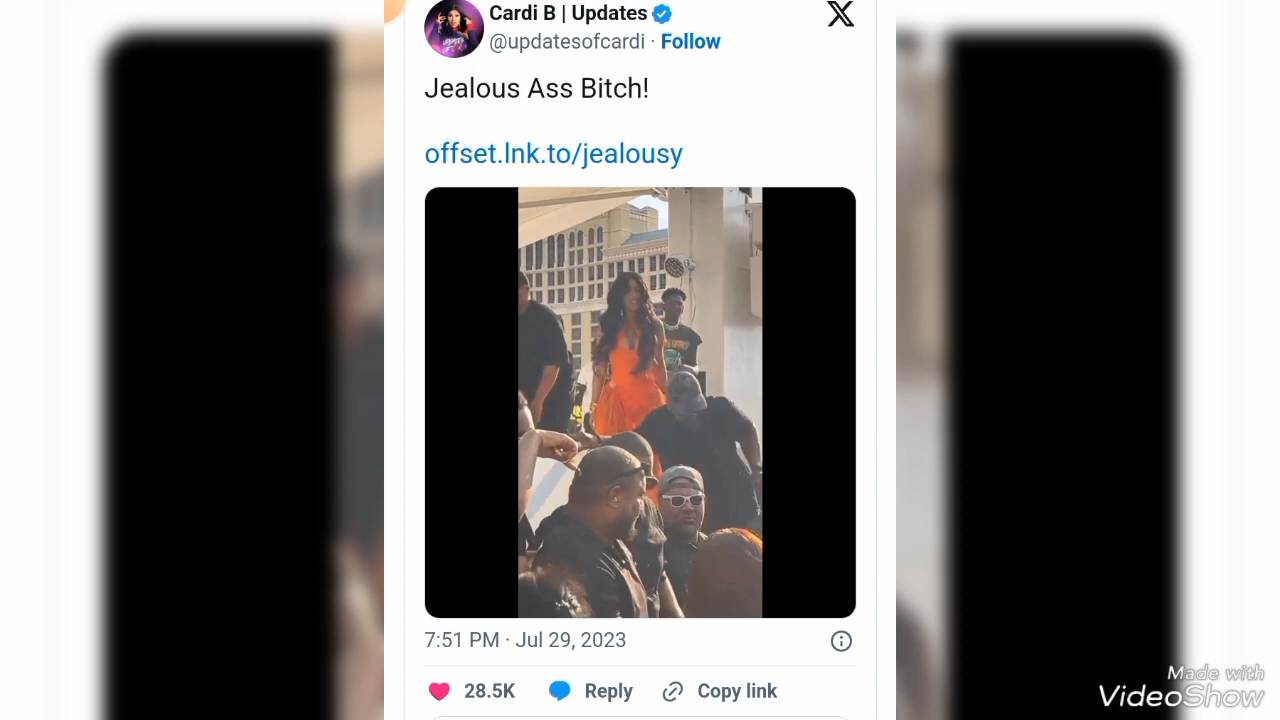 Cardi B | Updates
@updatesofcardi · Follow
Jealous Ass Bitch!
offset.lnk.to/jealousy
7:51 PM · Jul 29, 2023
28.5K Reply Copy link
Made with
VideoShow